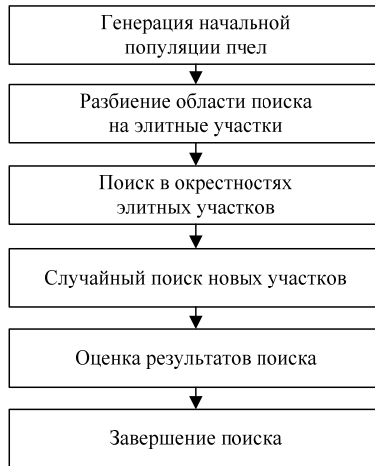 Генерация начальной
популяции пчел
Разбиение области поиска
на элитные участки
Поиск в окрестностях
элитных участков
Случайный поиск новых участков
Оценка результатов поиска
Завершение поиска